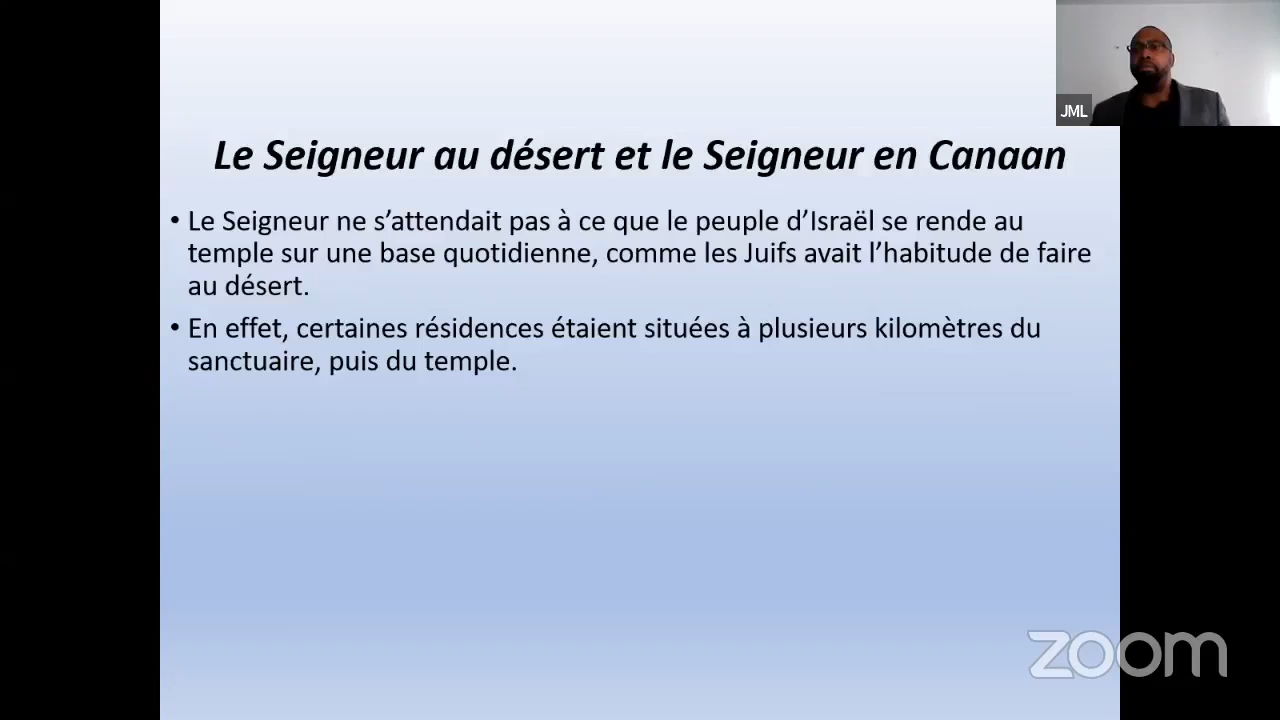 JML
Le Seigneur au désert et le Seigneur en Canaan
• Le Seigneur ne s’attendait pas à ce que le peuple d’Israël se rende au
temple sur une base quotidienne, comme les Juifs avait l’habitude de faire
au désert.
• En effet, certaines résidences étaient situées à plusieurs kilomètres du
sanctuaire, puis du temple.
zoom